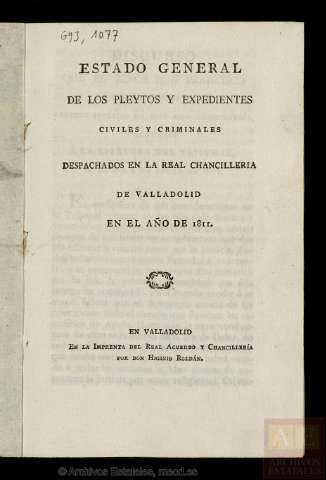 G93, 1077
ESTADO GENERAL
DE LOS PLEYTOS Y EXPEDIENTES
CIVILES Y CRIMINALES
DESPACHADOS EN LA REAL CHANCILLERIA
DE VALLADOLID
EN EL AÑO DE 1811.
EN VALLADOLID
EN LA IMPRENTA DEL REAL ACUERDO Y CHANCILLERÍA
POR DON HIGINIO ROLDÁN.
AE
ARCHIVOS
ESTATALES
© Archivos Estatales, mecd.es